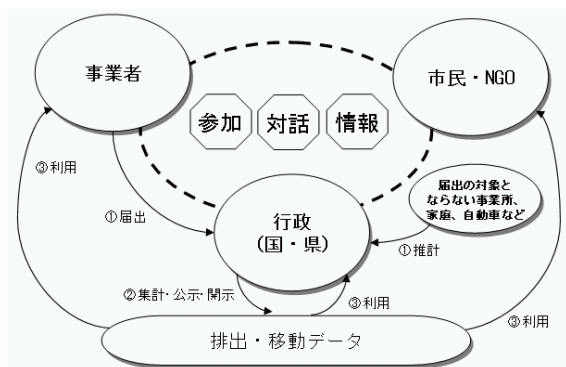 事業者
市民・NGO
参加
対話
情報
③利用
届出の対象と
ならない事業所、
家庭、自動車など
①届出
行政
(国・県)
①推計
②集計・公示・開示
③利用
③利用
排出・移動データ